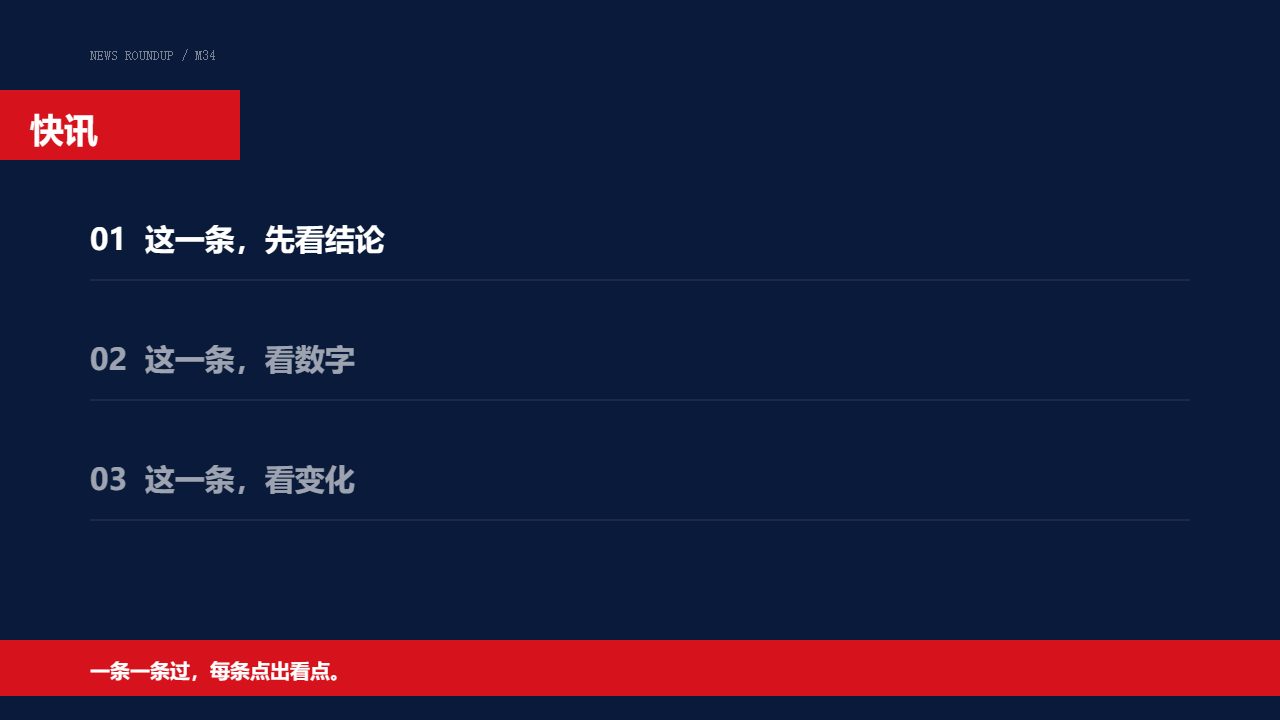 NEWS ROUNDUP / M34
快讯
01 这一条，先看结论
02 这一条，看数字
03 这一条，看变化
一条一条过，每条点出看点。